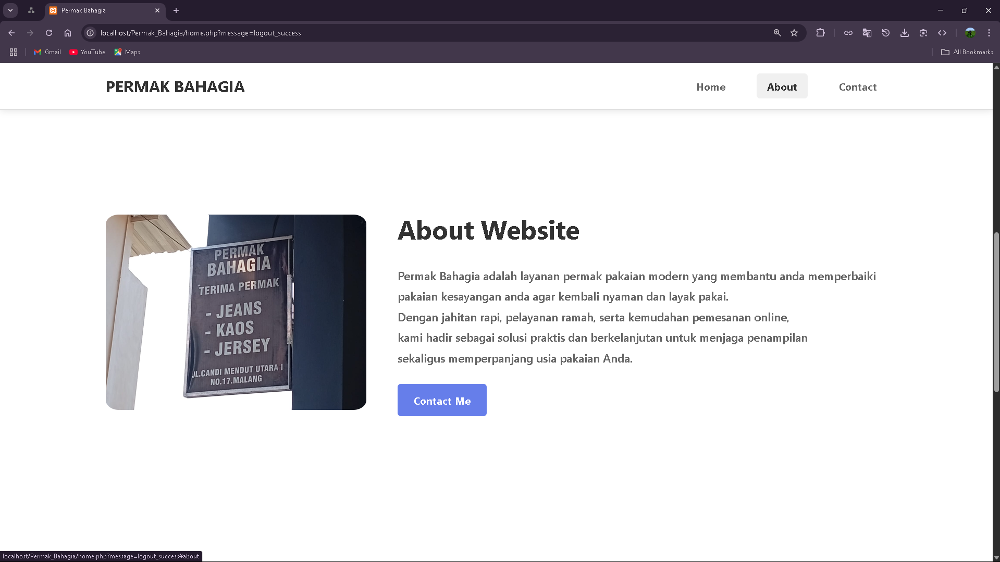 Permak Bahagia
localhost/Permak_Bahagia/home.php?message=logout_success
Gmail
YouTube
Maps
All Bookmarks
PERMAK BAHAGIA
Home
About
Contact
PERMAK
BAHAGIA
TERIMA PERMAK
- JEANS
- KAOS
- JERSEY
JL.CANDI MENDUT UTARA I
NO.17.MALANG
About Website
Permak Bahagia adalah layanan permak pakaian modern yang membantu anda memperbaiki
pakaian kesayangan anda agar kembali nyaman dan layak pakai.
Dengan jahitan rapi, pelayanan ramah, serta kemudahan pemesanan online,
kami hadir sebagai solusi praktis dan berkelanjutan untuk menjaga penampilan
sekaligus memperpanjang usia pakaian Anda.
Contact Me
localhost/Permak_Bahagia/home.php?message=logout_success#about